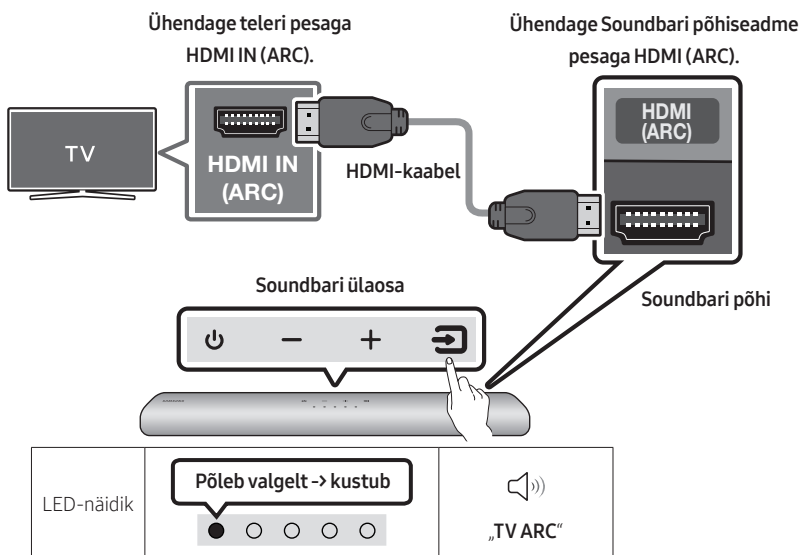 Ühendage teleri pesaga
HDMI IN (ARC).
Ühendage Soundbari põhiseadme
pesaga HDMI (ARC).
TV
HDMI IN
(ARC)
HDMI-kaabel
HDMI
(ARC)
Soundbari ülaosa
Soundbari põhi
LED-näidik
Põleb valgelt -> kustub
„TV ARC“